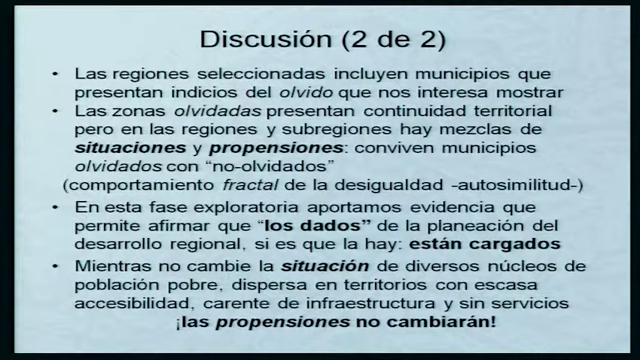 Discusión (2 de 2)
• Las regiones seleccionadas incluyen municipios que
presentan indicios del olvido que nos interesa mostrar
• Las zonas olvidadas presentan continuidad territorial
pero en las regiones y subregiones hay mezclas de
situaciones y propensiones: conviven municipios
olvidados con “no-olvidados”
(comportamiento fractal de la desigualdad -autosimilitud-)
• En esta fase exploratoria aportamos evidencia que
permite afirmar que “los dados” de la planeación del
desarrollo regional, si es que la hay: están cargados
• Mientras no cambie la situación de diversos núcleos de
población pobre, dispersa en territorios con escasa
accesibilidad, carente de infraestructura y sin servicios
¡las propensiones no cambiarán!